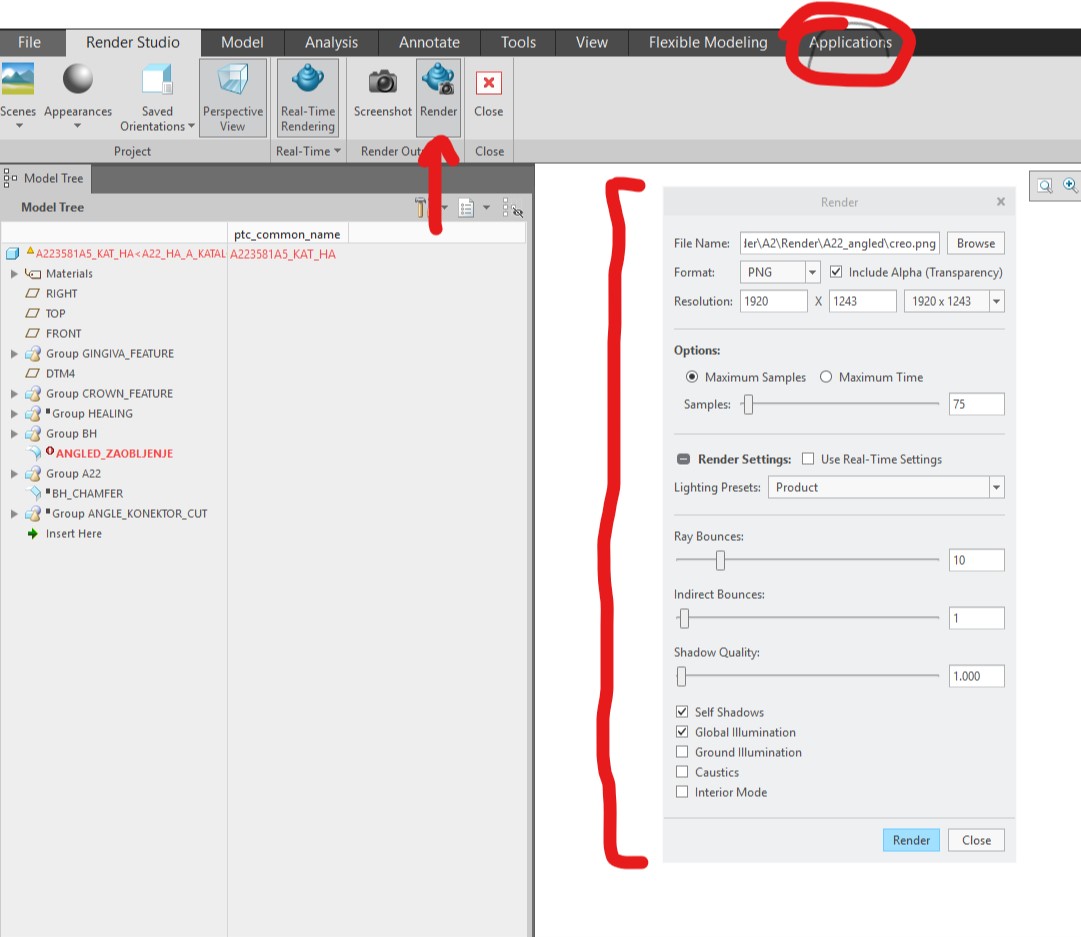 File Render Studio Model Analysis Annotate Tools View Flexible Modeling Applications
Scenes Appearances Saved Orientations Perspective View Real-Time Rendering Screenshot Render Close
Project Real-Time Render Out Close
Model Tree
Model Tree
ptc_common_name
A223581A5_KAT_HA<A22_HA_A_KATAL A223581A5_KAT_HA
Materials
RIGHT
TOP
FRONT
Group GINGIVA_FEATURE
DTM4
Group CROWN_FEATURE
Group HEALING
Group BH
ANGLED_ZAOBLJENJE
Group A22
BH_CHAMFER
Group ANGLE_KONEKTOR_CUT
Insert Here
Render
File Name: ler\A2\Render\A22_angled\creo.png Browse
Format: PNG Include Alpha (Transparency)
Resolution: 1920 X 1243 1920 x 1243
Options:
Maximum Samples Maximum Time
Samples: 75
Render Settings: Use Real-Time Settings
Lighting Presets: Product
Ray Bounces:
10
Indirect Bounces:
1
Shadow Quality:
1.000
Self Shadows
Global Illumination
Ground Illumination
Caustics
Interior Mode
Render Close